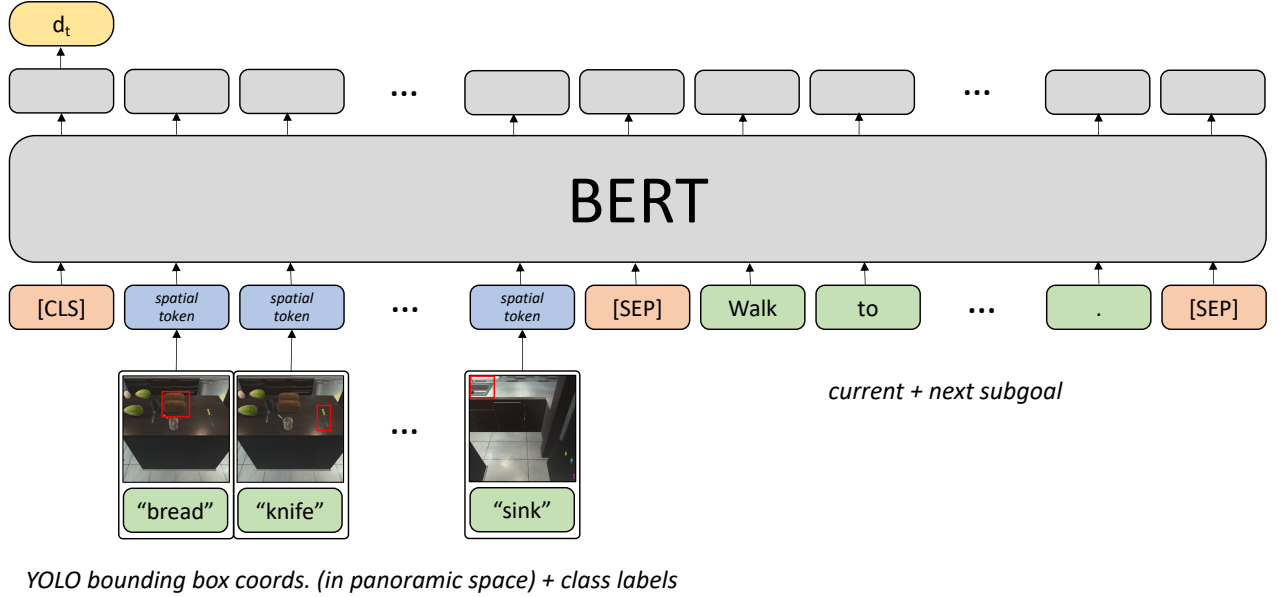 dₜ
...
BERT
[CLS]
spatial
token
spatial
token
...
spatial
token
[SEP]
Walk
to
...
.
[SEP]
current + next subgoal
...
“bread”
“knife”
“sink”
YOLO bounding box coords. (in panoramic space) + class labels